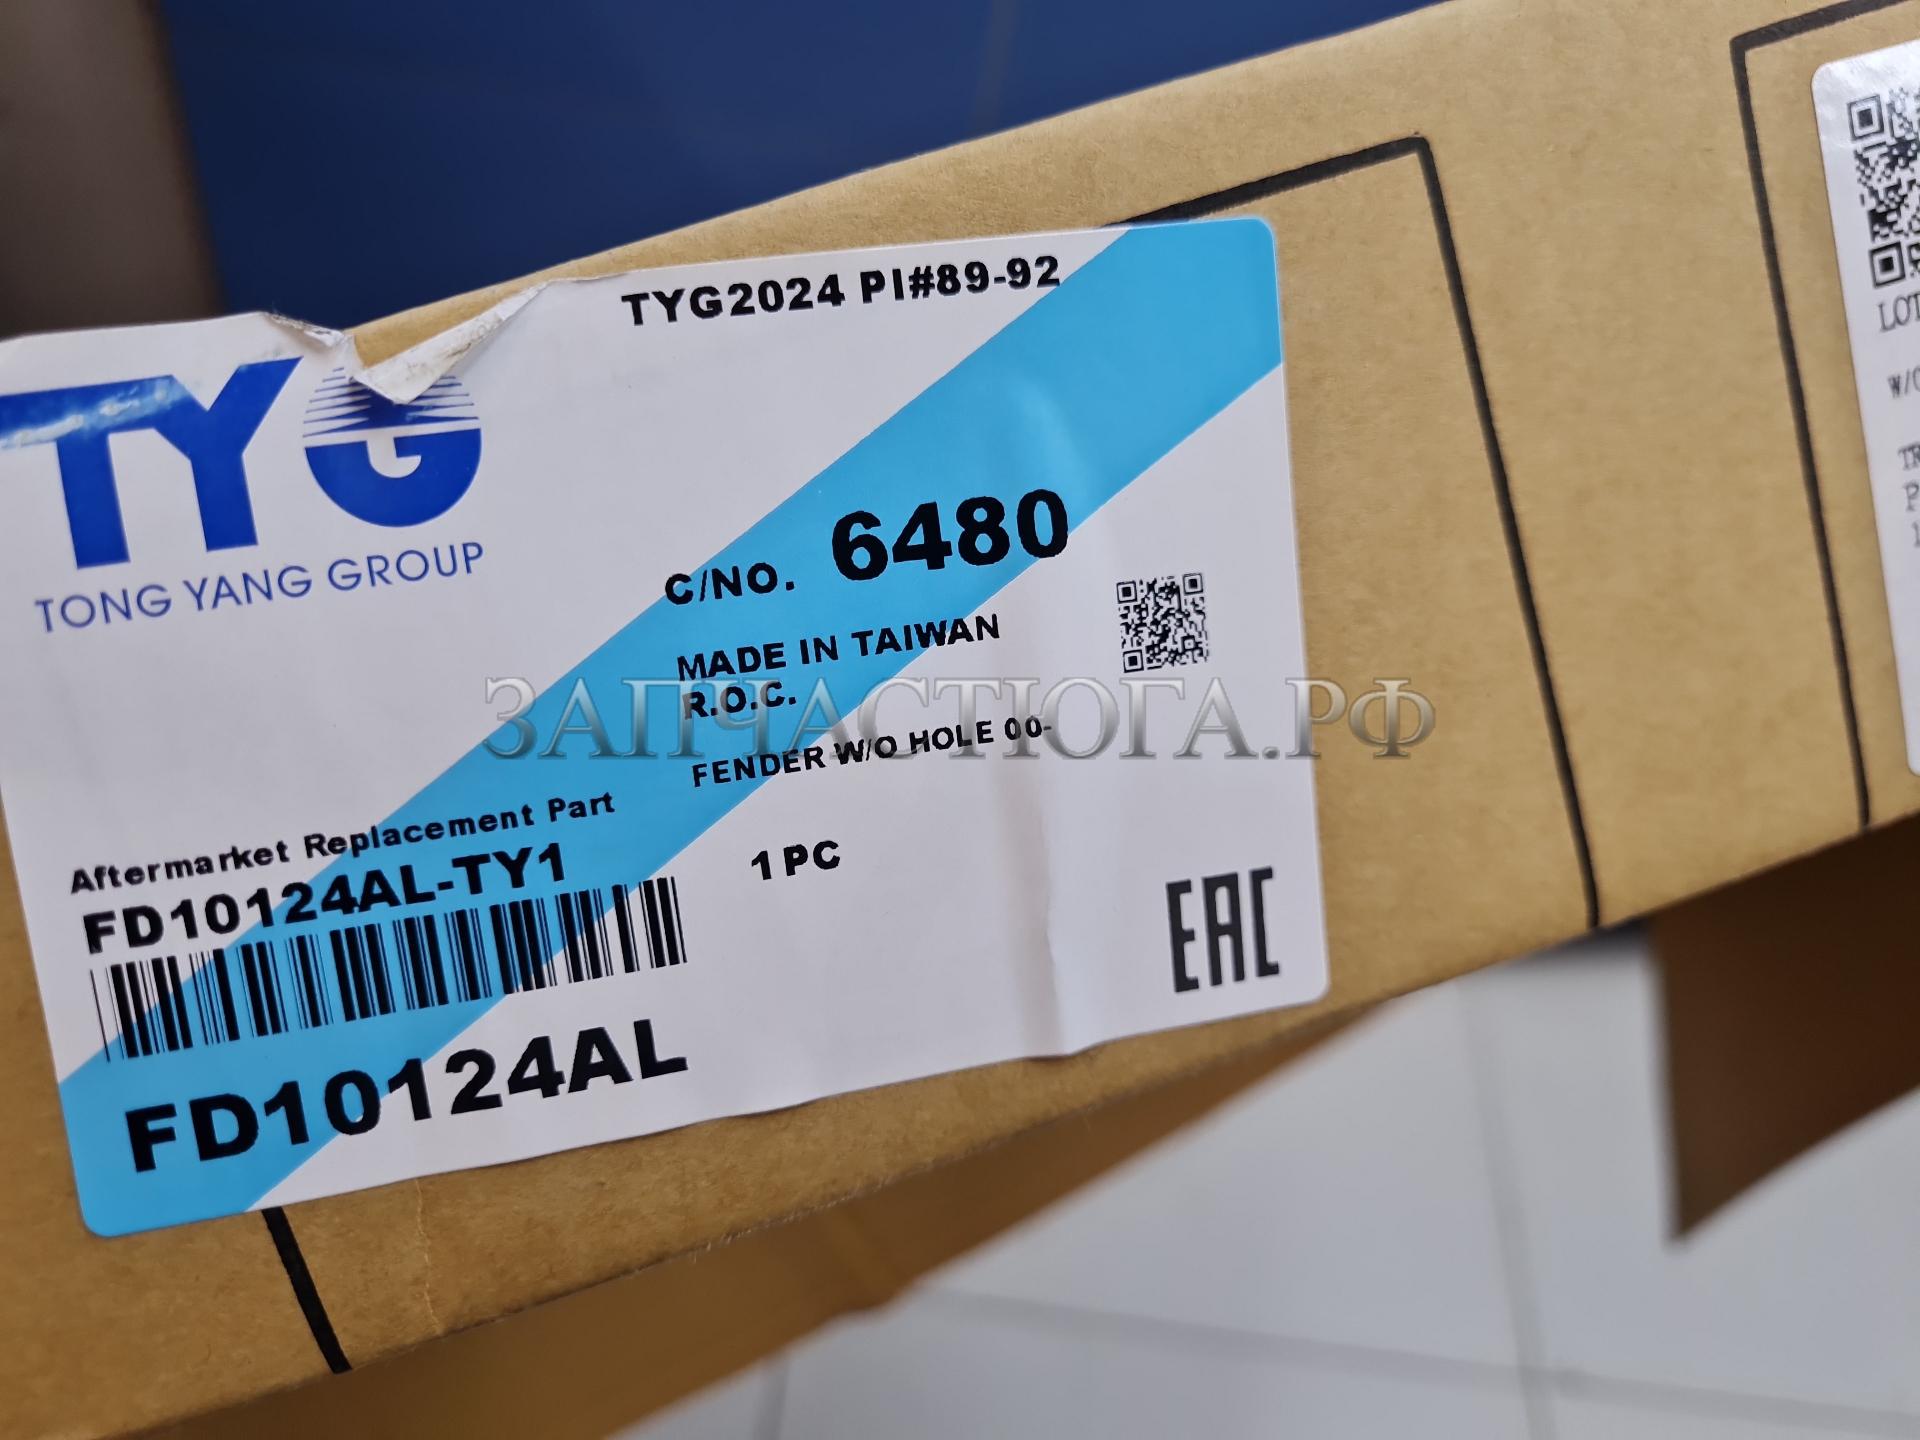 TYG2024 PI#89-92
TYG
TONG YANG GROUP
C/NO. 6480
MADE IN TAIWAN
R.O.C.
ЗАПЧАСТЮГА.РФ
FENDER W/O HOLE 00-
Aftermarket Replacement Part
FD10124AL-TY1
1 PC
EAC
FD10124AL
LOT
W/O